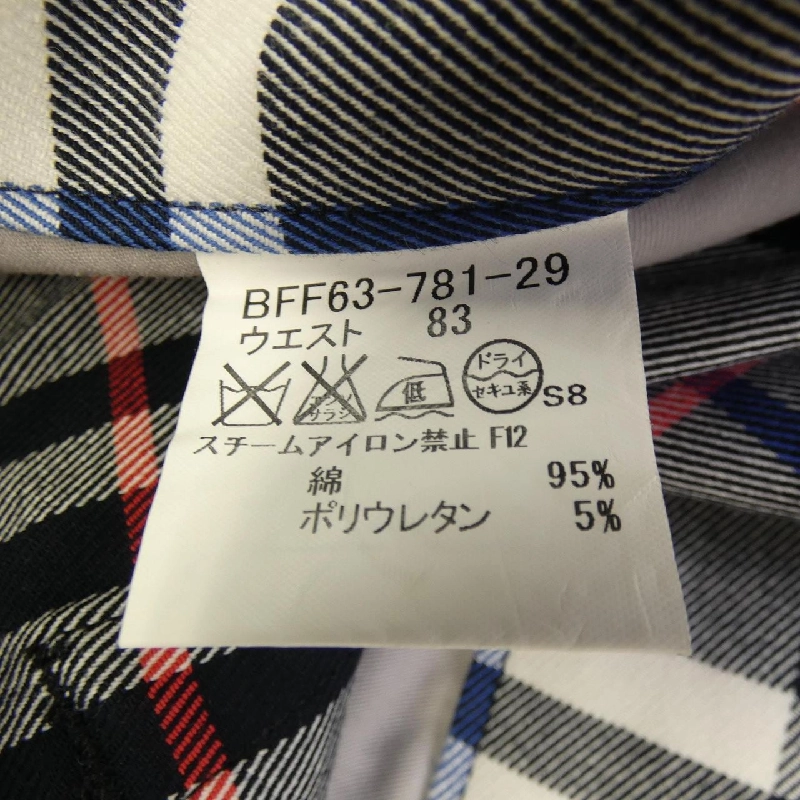 BFF63-781-29
ウエスト 83
エンソ サラシ 低 ドライ セキユ系 S8
スチームアイロン禁止 F12
綿 95%
ポリウレタン 5%